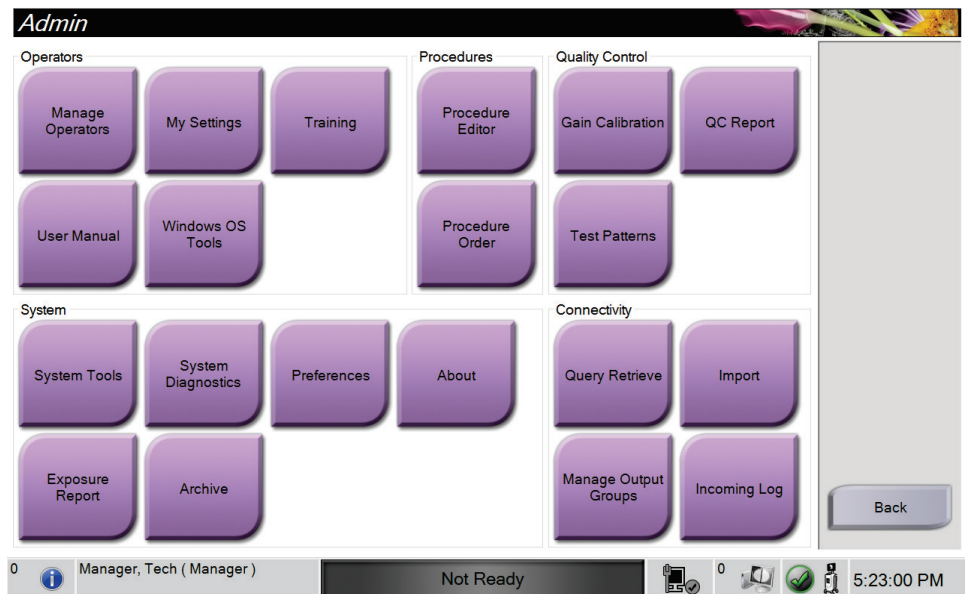 Admin
Operators
Manage
Operators
My Settings
Training
User Manual
Windows OS
Tools
Procedures
Procedure
Editor
Procedure
Order
Quality Control
Gain Calibration
QC Report
Test Patterns
System
System Tools
System
Diagnostics
Preferences
About
Exposure
Report
Archive
Connectivity
Query Retrieve
Import
Manage Output
Groups
Incoming Log
Back
0
Manager, Tech ( Manager )
Not Ready
0
5:23:00 PM